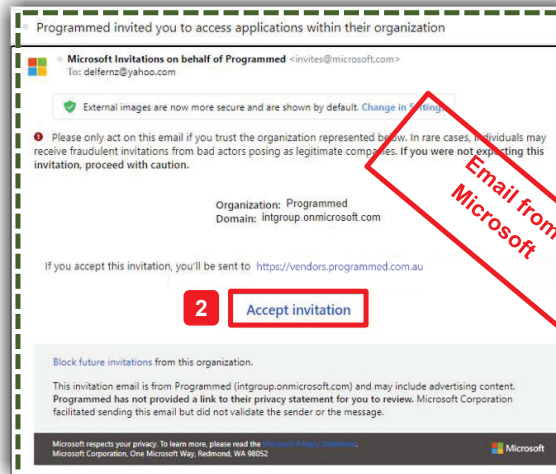 Programmed invited you to access applications within their organization
Microsoft Invitations on behalf of Programmed <invites@microsoft.com>
To: delfernz@yahoo.com
External images are now more secure and are shown by default. Change in Settings
Please only act on this email if you trust the organization represented below. In rare cases, individuals may
receive fraudulent invitations from bad actors posing as legitimate companies. If you were not expecting this
invitation, proceed with caution.
Email from
Microsoft
Organization: Programmed
Domain: intgroup.onmicrosoft.com
If you accept this invitation, you'll be sent to https://vendors.programmed.com.au
2 Accept invitation
Block future invitations from this organization.
This invitation email is from Programmed (intgroup.onmicrosoft.com) and may include advertising content.
Programmed has not provided a link to their privacy statement for you to review. Microsoft Corporation
facilitated sending this email but did not validate the sender or the message.
Microsoft respects your privacy. To learn more, please read the Microsoft Privacy Statement.
Microsoft Corporation, One Microsoft Way, Redmond, WA 98052
Microsoft